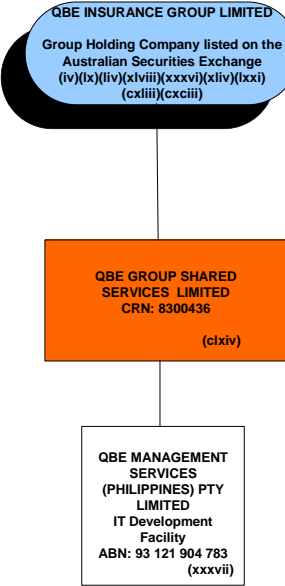 QBE INSURANCE GROUP LIMITED
Group Holding Company listed on the
Australian Securities Exchange
(iv)(lx)(liv)(xlviii)(xxxvi)(xliv)(lxxi)
(cxliii)(cxciii)
QBE GROUP SHARED
SERVICES LIMITED
CRN: 8300436
(clxiv)
QBE MANAGEMENT
SERVICES
(PHILIPPINES) PTY
LIMITED
IT Development
Facility
ABN: 93 121 904 783
(xxxvii)